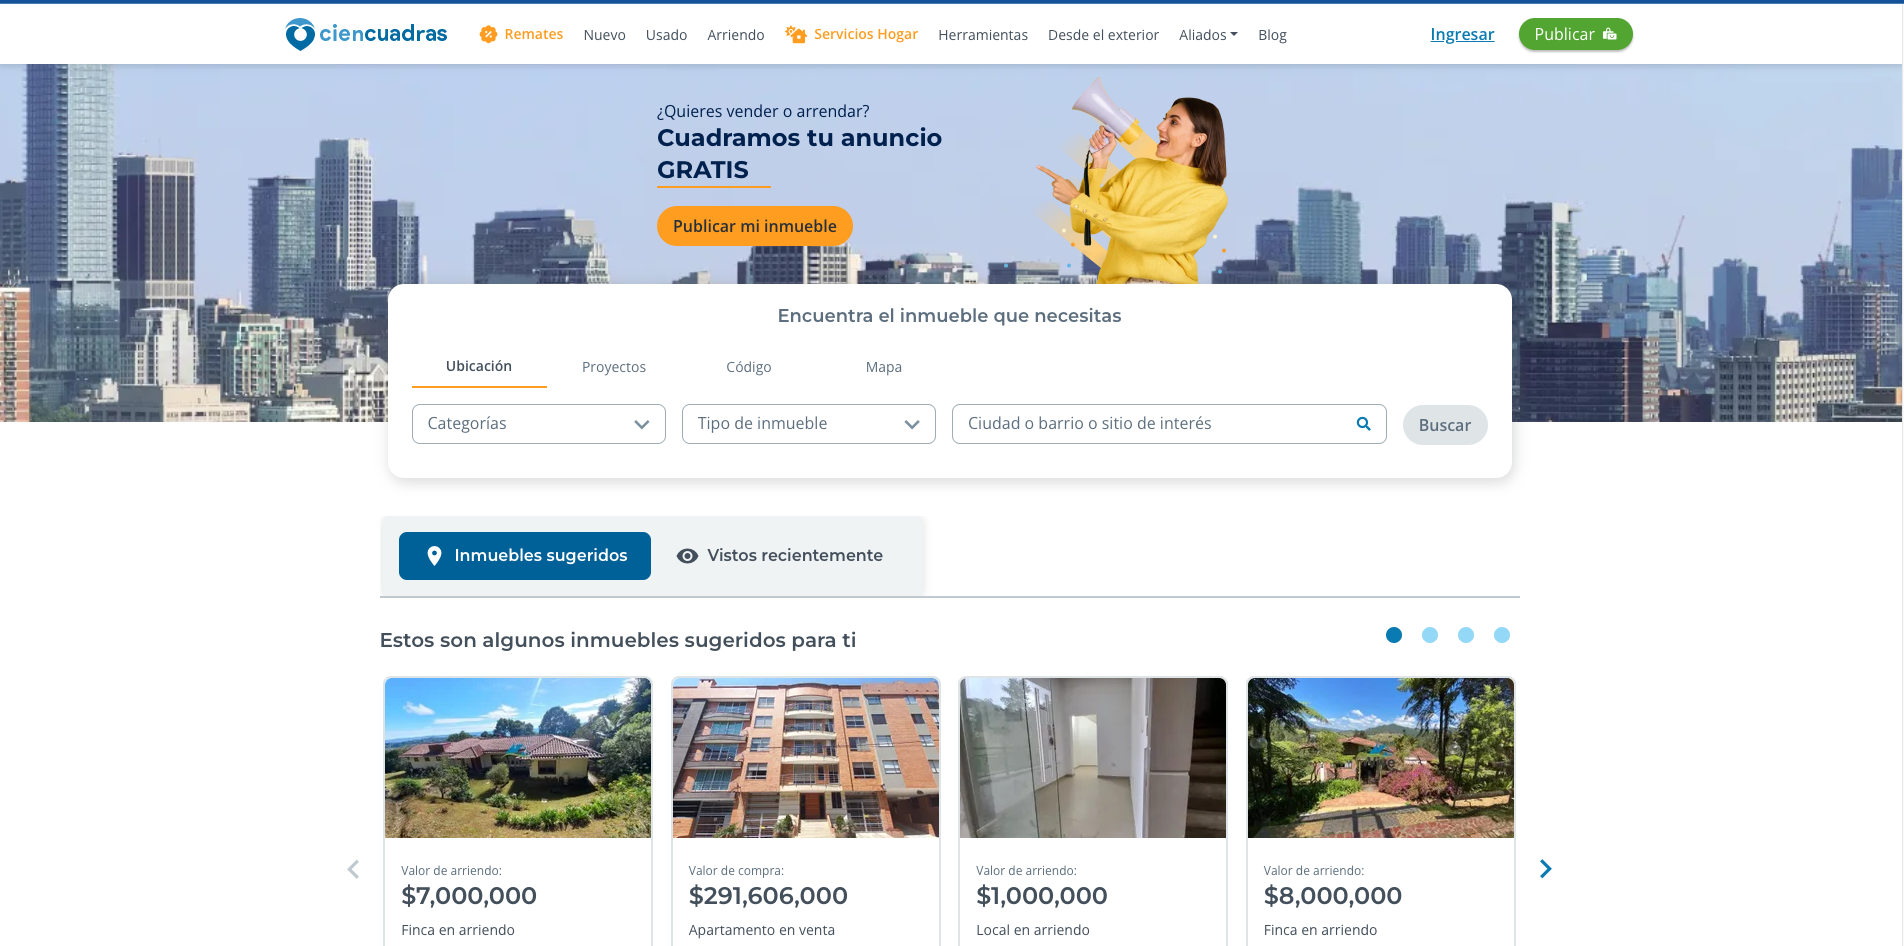 ciencuadras
Remates
Nuevo
Usado
Arriendo
Servicios Hogar
Herramientas
Desde el exterior
Aliados
Blog
Ingresar
Publicar
¿Quieres vender o arrendar?
Cuadramos tu anuncio
GRATIS
Publicar mi inmueble
Encuentra el inmueble que necesitas
Ubicación
Proyectos
Código
Mapa
Categorías
Tipo de inmueble
Ciudad o barrio o sitio de interés
Buscar
Inmuebles sugeridos
Vistos recientemente
Estos son algunos inmuebles sugeridos para ti
Valor de arriendo:
$7,000,000
Finca en arriendo
Valor de compra:
$291,606,000
Apartamento en venta
Valor de arriendo:
$1,000,000
Local en arriendo
Valor de arriendo:
$8,000,000
Finca en arriendo